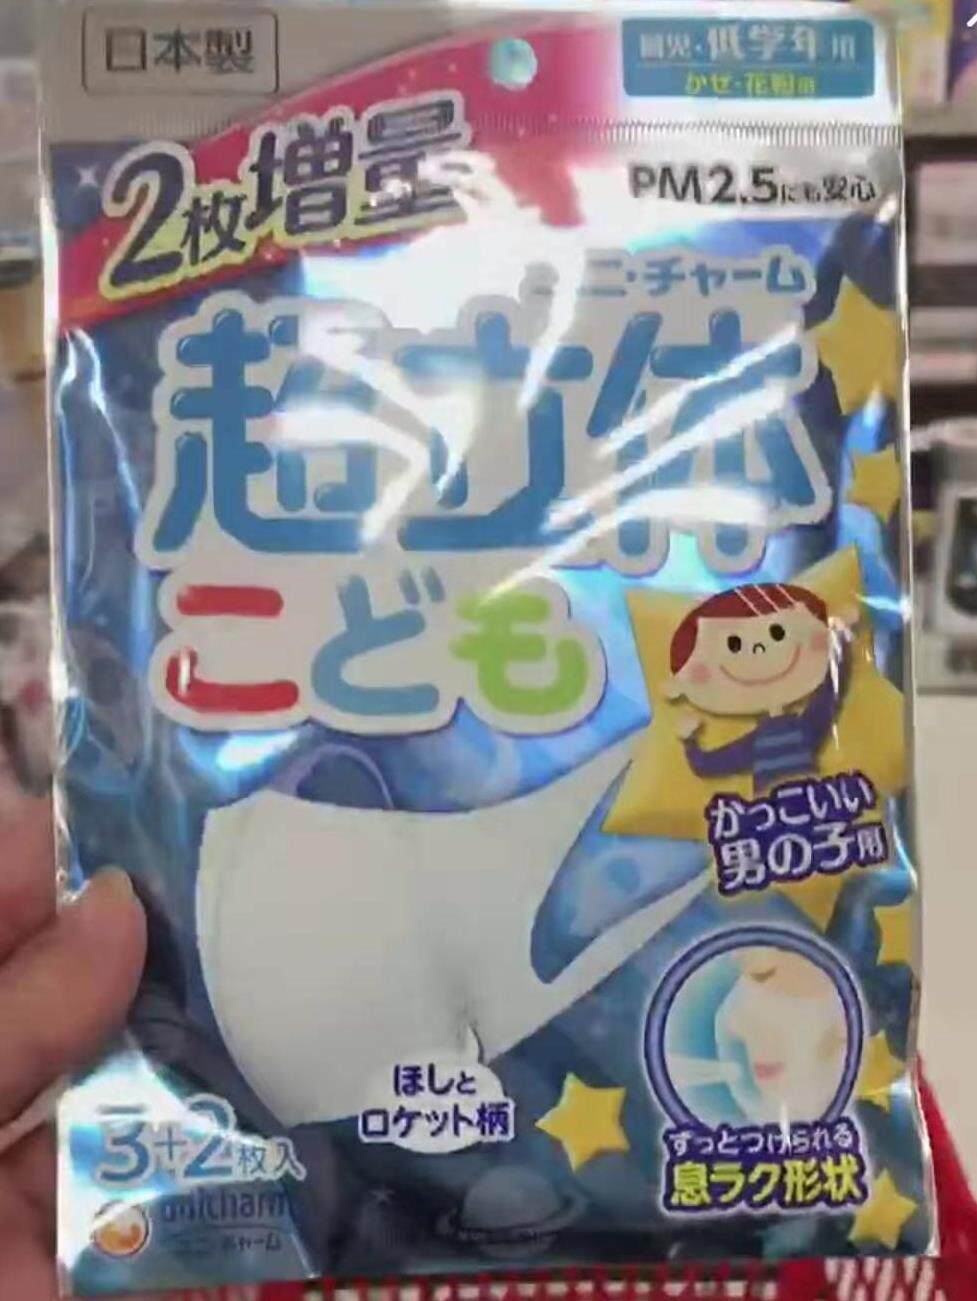 日本製
園児・低学年用
かぜ・花粉用
2枚増量
PM2.5にも安心
ユニ・チャーム
超立体
こども
かっこいい
男の子用
ほしと
ロケット柄
ずっとつけられる
息ラク形状
3+2枚入
unicharm
ユニ・チャーム